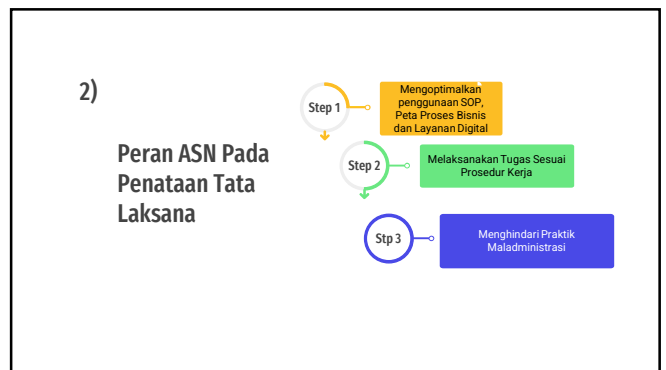 2)
Peran ASN Pada
Penataan Tata
Laksana
Step 1
Mengoptimalkan
penggunaan SOP,
Peta Proses Bisnis
dan Layanan Digital
Step 2
Melaksanakan Tugas Sesuai
Prosedur Kerja
Stp 3
Menghindari Praktik
Maladministrasi